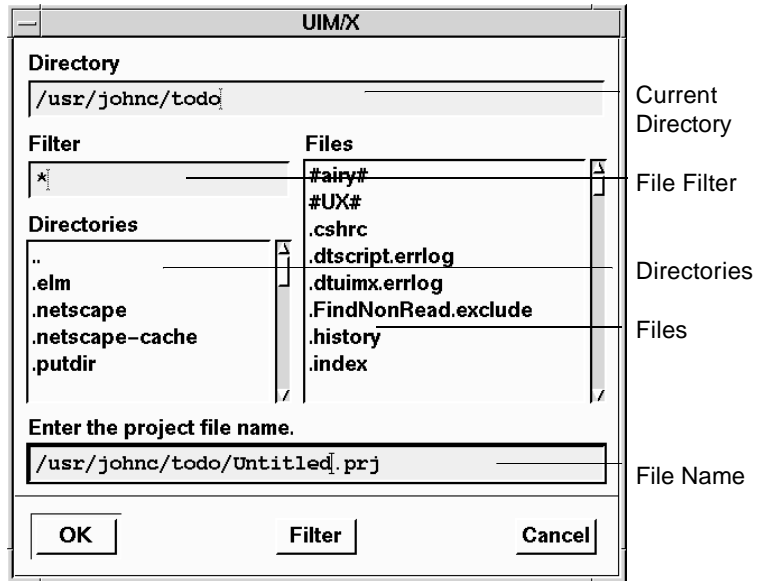 UIM/X
Directory
/usr/johnc/todo
Current
Directory
Filter
*
File Filter
Files
#airy#
#UX#
.cshrc
.dtscript.errlog
.dtuimx.errlog
.FindNonRead.exclude
.history
.index
Directories
..
.elm
.netscape
.netscape-cache
.putdir
Directories
Files
Enter the project file name.
/usr/johnc/todo/Untitled.prj
File Name
OK
Filter
Cancel